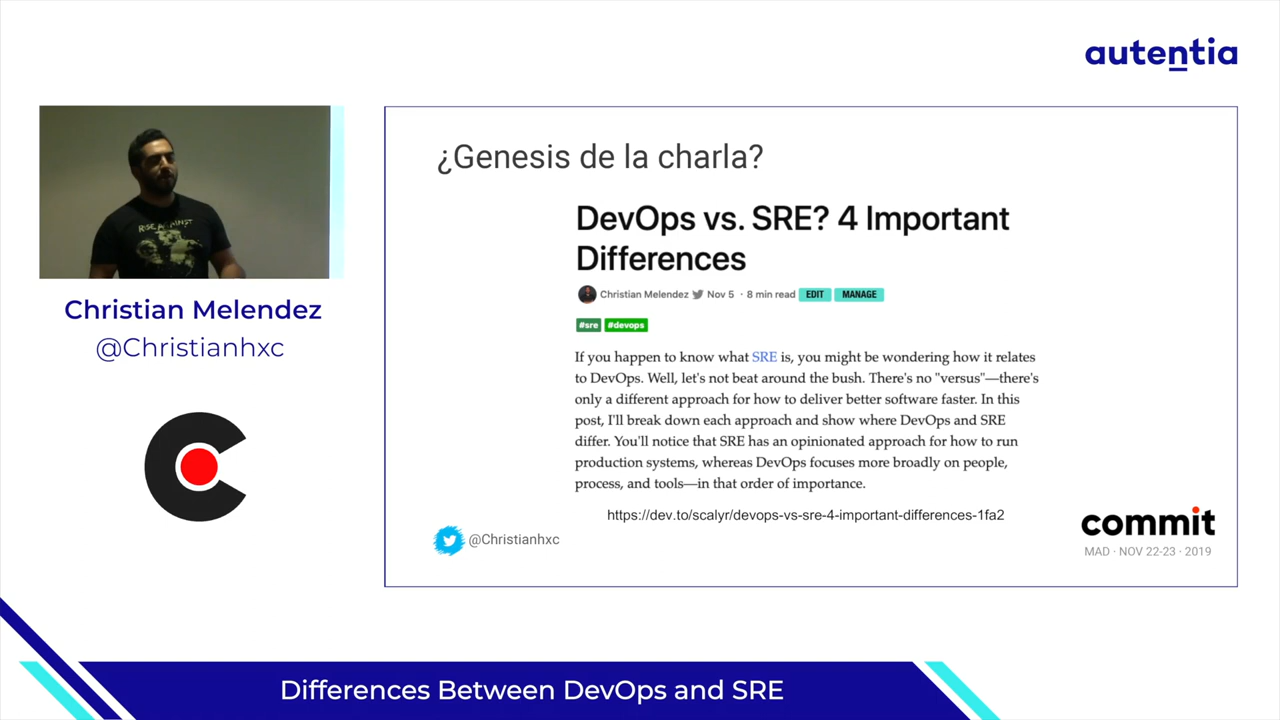 autentia
RISE AGAINST
Christian Melendez
@Christianhxc
¿Genesis de la charla?
DevOps vs. SRE? 4 Important
Differences
Christian Melendez Nov 5 · 8 min read EDIT MANAGE
#sre #devops
If you happen to know what SRE is, you might be wondering how it relates
to DevOps. Well, let's not beat around the bush. There's no "versus"—there's
only a different approach for how to deliver better software faster. In this
post, I'll break down each approach and show where DevOps and SRE
differ. You'll notice that SRE has an opinionated approach for how to run
production systems, whereas DevOps focuses more broadly on people,
process, and tools—in that order of importance.
https://dev.to/scalyr/devops-vs-sre-4-important-differences-1fa2
@Christianhxc
commit
MAD · NOV 22-23 · 2019
Differences Between DevOps and SRE